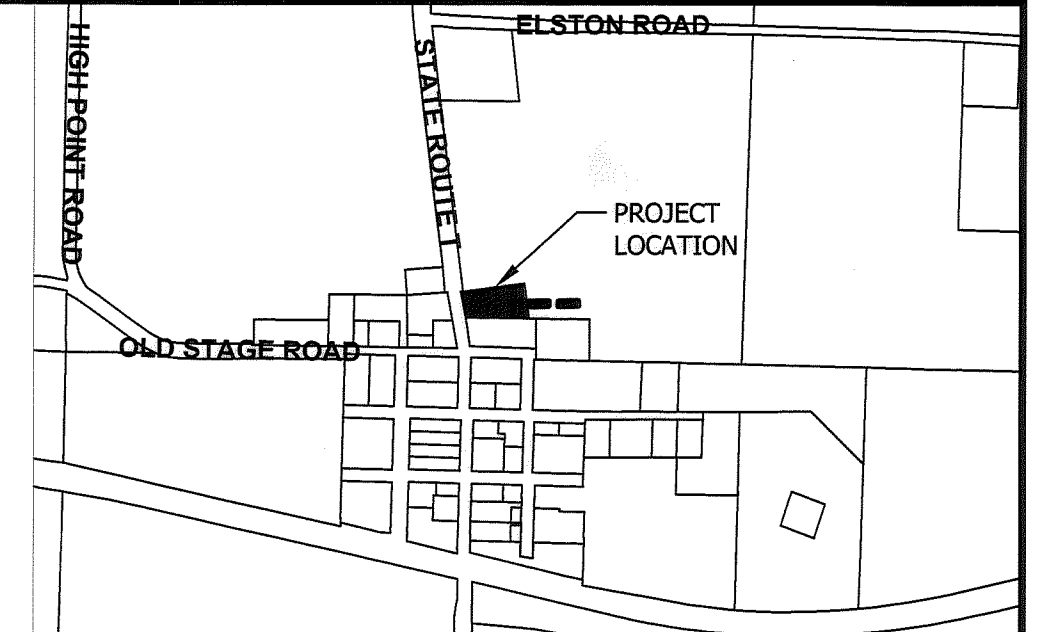 ELSTON ROAD
HIGH POINT ROAD
STATE ROUTE T
PROJECT
LOCATION
OLD STAGE ROAD